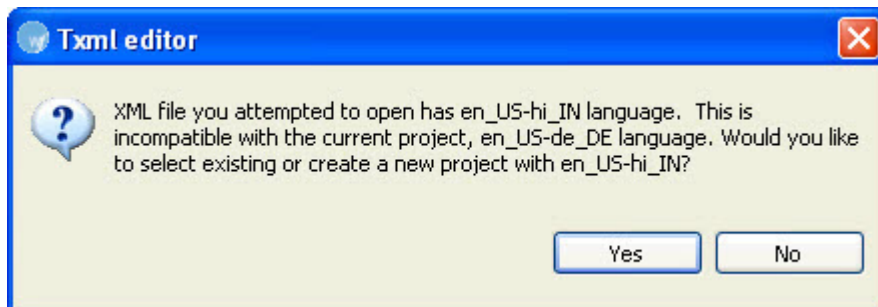 Txml editor
XML file you attempted to open has en_US-hi_IN language.  This is
incompatible with the current project, en_US-de_DE language. Would you like
to select existing or create a new project with en_US-hi_IN?
Yes
No